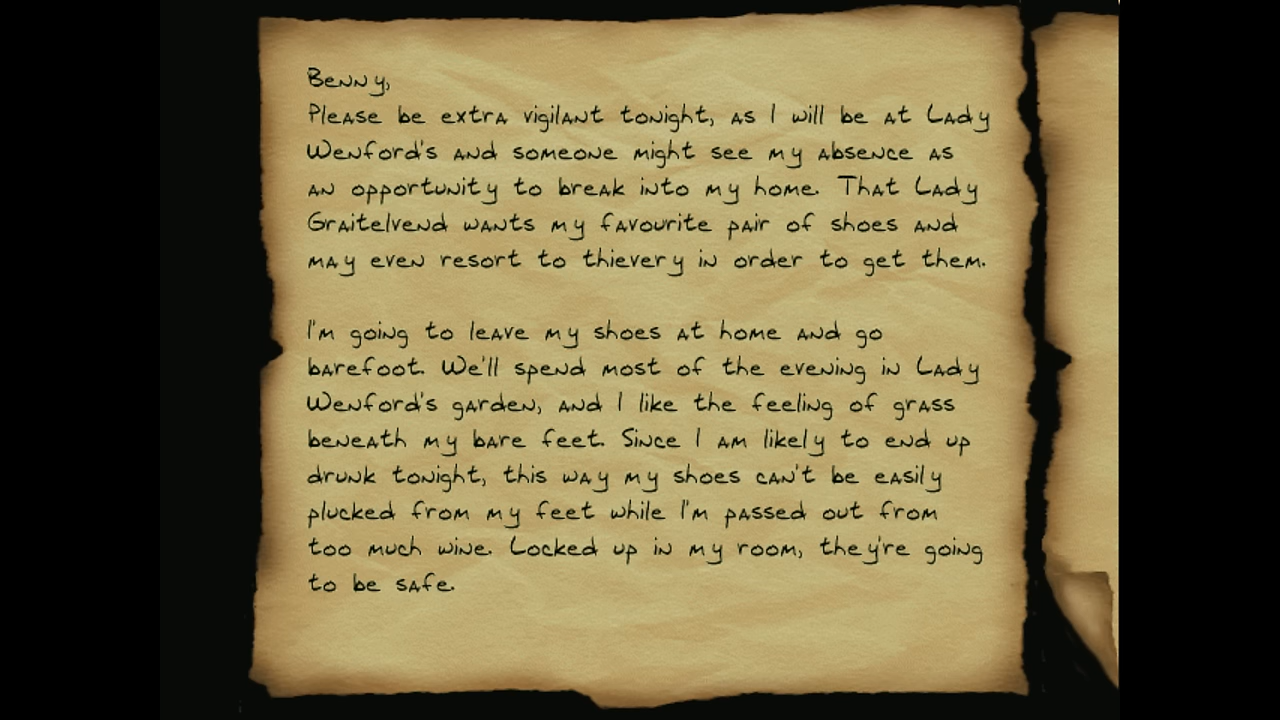 Benny,
Please be extra vigilant tonight, as I will be at Lady
Wenford's and someone might see my absence as
an opportunity to break into my home. That Lady
Graitelvend wants my favourite pair of shoes and
may even resort to thievery in order to get them.
I'm going to leave my shoes at home and go
barefoot. We'll spend most of the evening in Lady
Wenford's garden, and I like the feeling of grass
beneath my bare feet. Since I am likely to end up
drunk tonight, this way my shoes can't be easily
plucked from my feet while I'm passed out from
too much wine. Locked up in my room, they're going
to be safe.